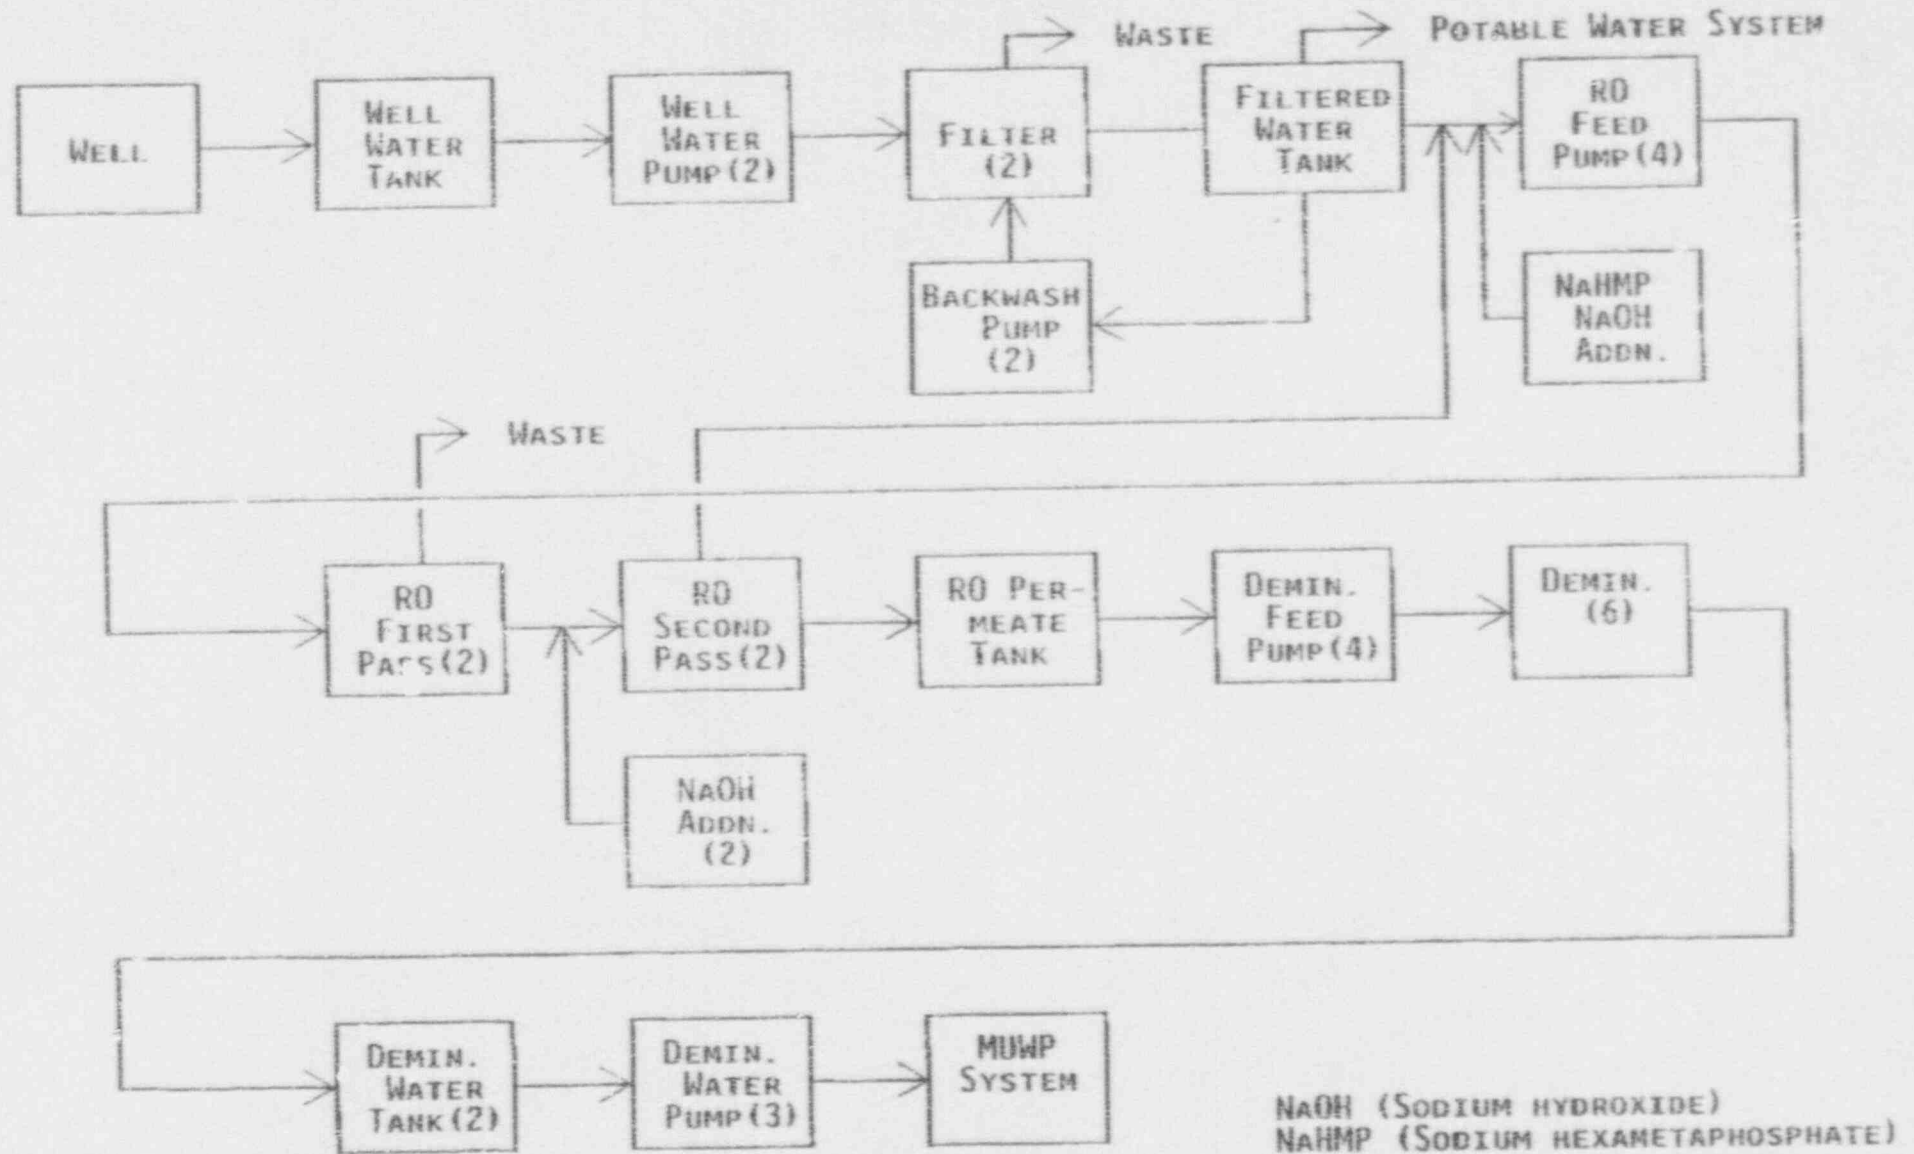 WASTE
POTABLE WATER SYSTEM
WELL
WELL
WATER
TANK
WELL
WATER
PUMP(2)
FILTER
(2)
FILTERED
WATER
TANK
RO
FEED
PUMP(4)
BACKWASH
PUMP
(2)
NAHMP
NAOH
ADDN.
WASTE
RO
FIRST
PASS(2)
RO
SECOND
PASS(2)
RO PER-
MEATE
TANK
DEMIN.
FEED
PUMP(4)
DEMIN.
(6)
NAOH
ADDN.
(2)
DEMIN.
WATER
TANK(2)
DEMIN.
WATER
PUMP(3)
MUWP
SYSTEM
NAOH (SODIUM HYDROXIDE)
NAHMP (SODIUM HEXAMETAPHOSPHATE)